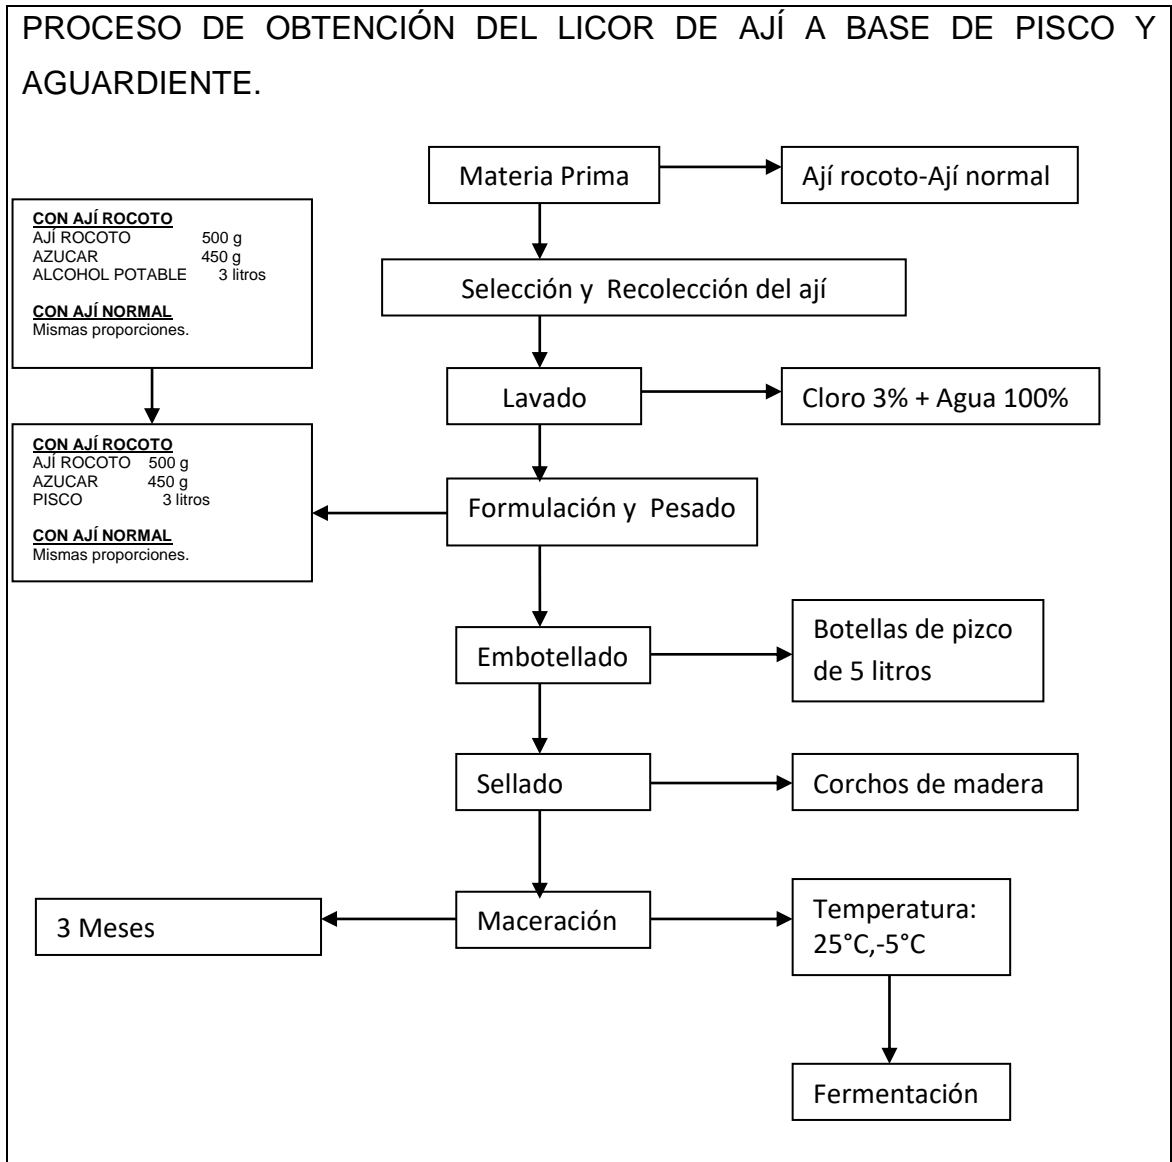 PROCESO DE OBTENCIÓN DEL LICOR DE AJÍ A BASE DE PISCO Y
AGUARDIENTE.
Materia Prima
Ají rocoto-Ají normal
CON AJÍ ROCOTO
AJÍ ROCOTO 500 g
AZUCAR 450 g
ALCOHOL POTABLE 3 litros
CON AJÍ NORMAL
Mismas proporciones.
Selección y Recolección del ají
Lavado
Cloro 3% + Agua 100%
CON AJÍ ROCOTO
AJÍ ROCOTO 500 g
AZUCAR 450 g
PISCO 3 litros
CON AJÍ NORMAL
Mismas proporciones.
Formulación y Pesado
Embotellado
Botellas de pizco
de 5 litros
Sellado
Corchos de madera
3 Meses
Maceración
Temperatura:
25°C,-5°C
Fermentación